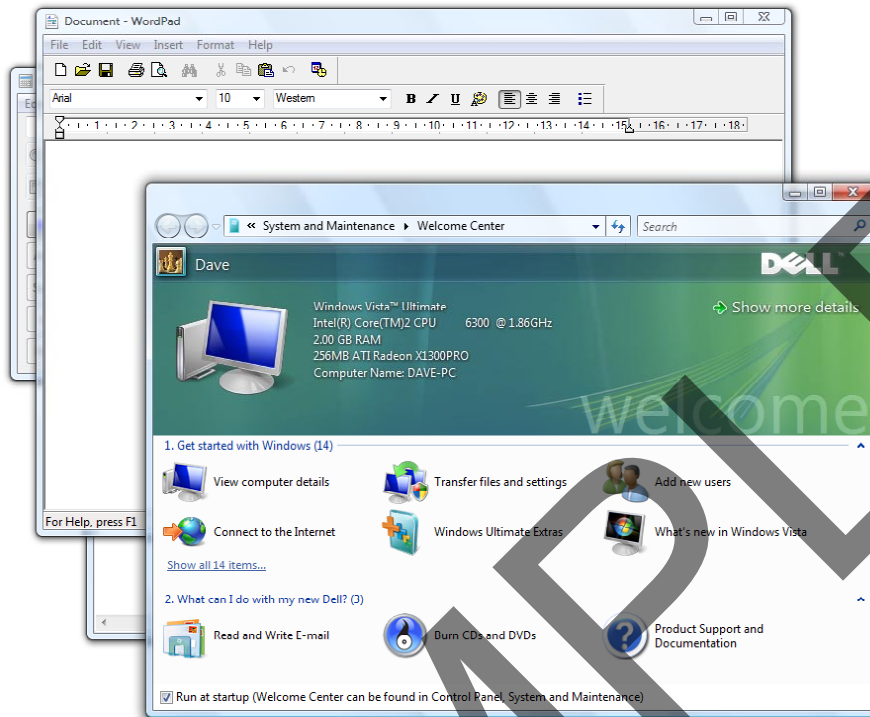 Document - WordPad
File Edit View Insert Format Help
Arial 10 Western B / U
1 2 3 4 5 6 7 8 9 10 11 12 13 14 15 16 17 18
« System and Maintenance Welcome Center Search
Dave DELL™
Windows Vista™ Ultimate Show more details
Intel(R) Core(TM)2 CPU 6300 @ 1.86GHz
2.00 GB RAM
256MB ATI Radeon X1300PRO
Computer Name: DAVE-PC
welcome
1. Get started with Windows (14)
View computer details Transfer files and settings Add new users
Connect to the Internet Windows Ultimate Extras What's new in Windows Vista
Show all 14 items...
2. What can I do with my new Dell? (3)
Read and Write E-mail Burn CDs and DVDs Product Support and
Documentation
Run at startup (Welcome Center can be found in Control Panel, System and Maintenance)
For Help, press F1
MPLE